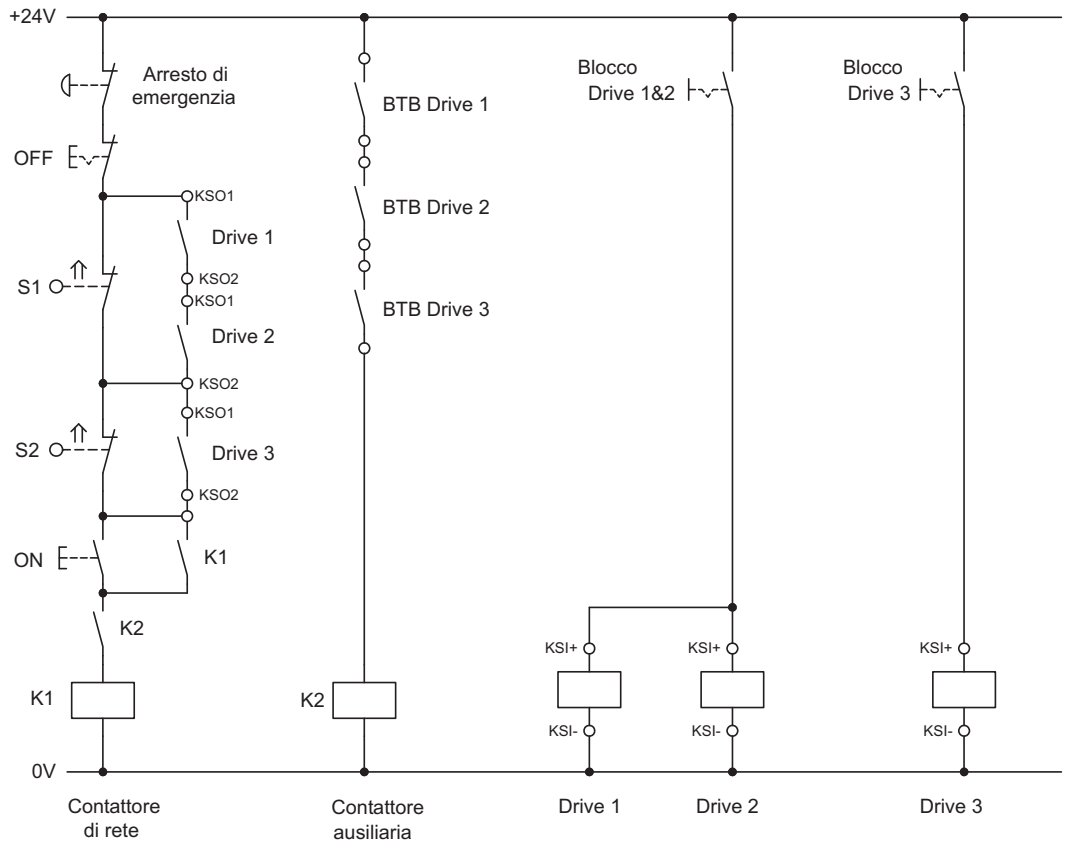 +24V
Arresto di
emergenzia
OFF
KSO1
Drive 1
S1
KSO2
KSO1
Drive 2
KSO2
KSO1
S2
Drive 3
KSO2
ON
K1
K2
K1
0V
Contattore
di rete
BTB Drive 1
BTB Drive 2
BTB Drive 3
K2
Contattore
ausiliaria
Blocco
Drive 1&2
KSI+
KSI-
Drive 1
KSI+
KSI-
Drive 2
Blocco
Drive 3
KSI+
KSI-
Drive 3